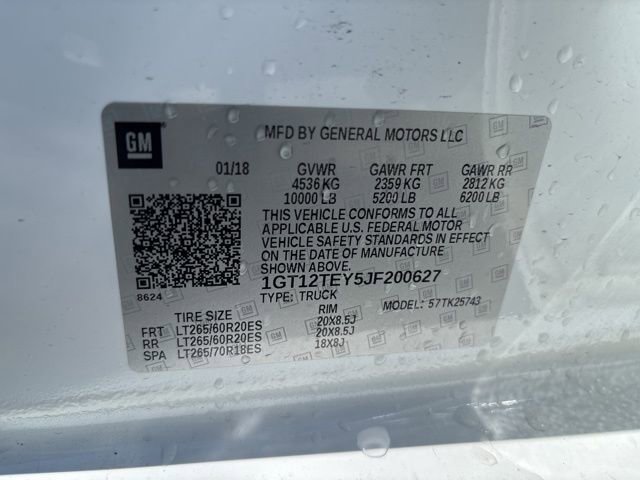 GM
MFD BY GENERAL MOTORS LLC
01/18 GVWR GAWR FRT GAWR RR
4536 KG 2359 KG 2812 KG
10000 LB 5200 LB 6200 LB
THIS VEHICLE CONFORMS TO ALL
APPLICABLE U.S. FEDERAL MOTOR
VEHICLE SAFETY STANDARDS IN EFFECT
ON THE DATE OF MANUFACTURE
SHOWN ABOVE.
1GT12TEY5JF200627
8624
TYPE: TRUCK MODEL: 57TK25743
TIRE SIZE RIM
FRT LT265/60R20ES 20X8.5J
RR LT265/60R20ES 20X8.5J
SPA LT265/70R18ES 18X8J